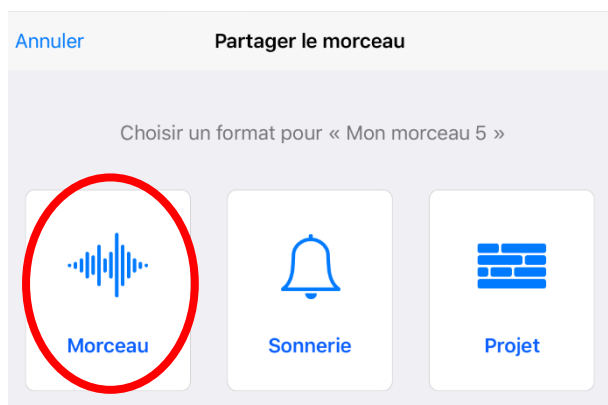 Annuler Partager le morceau
Choisir un format pour « Mon morceau 5 »
Morceau Sonnerie Projet